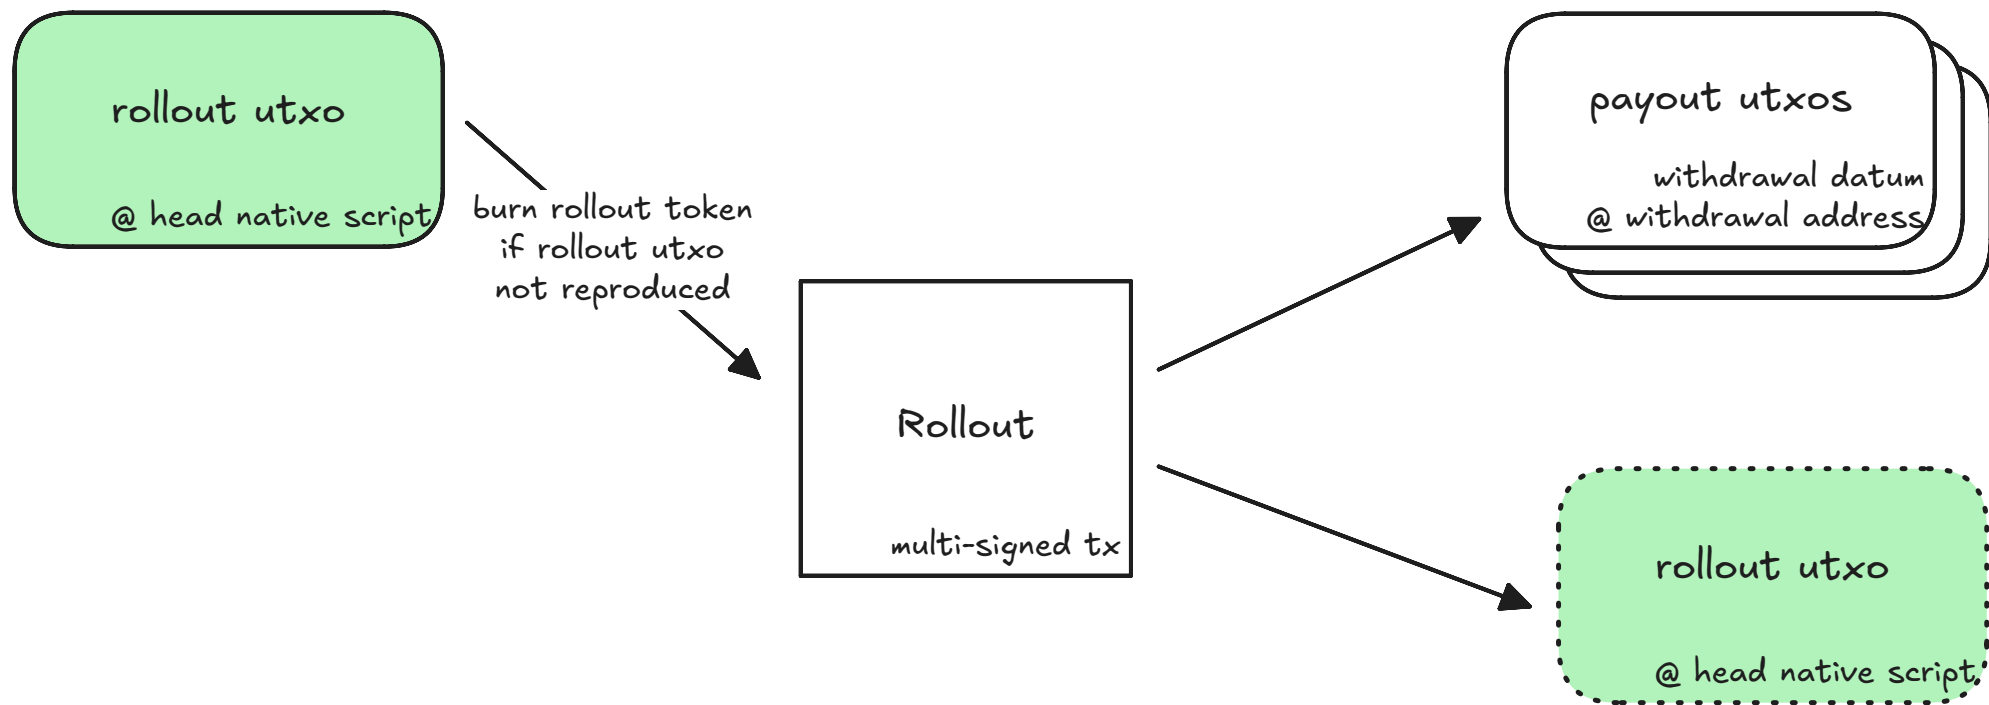 rollout utxo
@ head native script
burn rollout token
if rollout utxo
not reproduced
Rollout
multi-signed tx
payout utxos
withdrawal datum
@ withdrawal address
rollout utxo
@ head native script